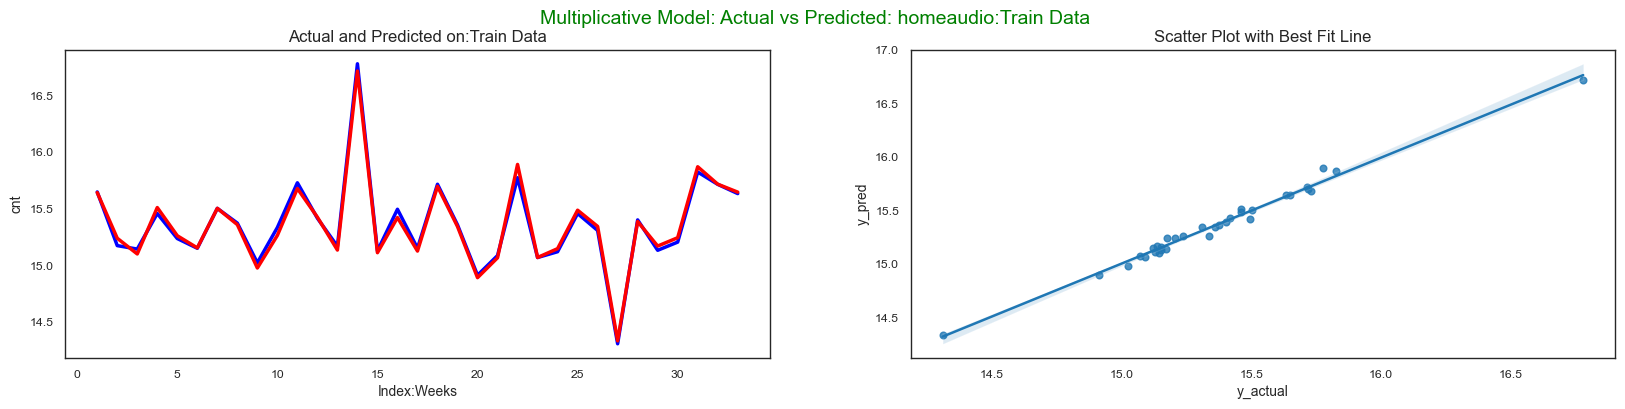 Multiplicative Model: Actual vs Predicted: homeaudio:Train Data
Actual and Predicted on:Train Data
16.5
16.0
15.5
15.0
14.5
cnt
0 5 10 15 20 25 30
Index:Weeks
Scatter Plot with Best Fit Line
17.0
16.5
16.0
15.5
15.0
14.5
y_pred
14.5 15.0 15.5 16.0 16.5
y_actual